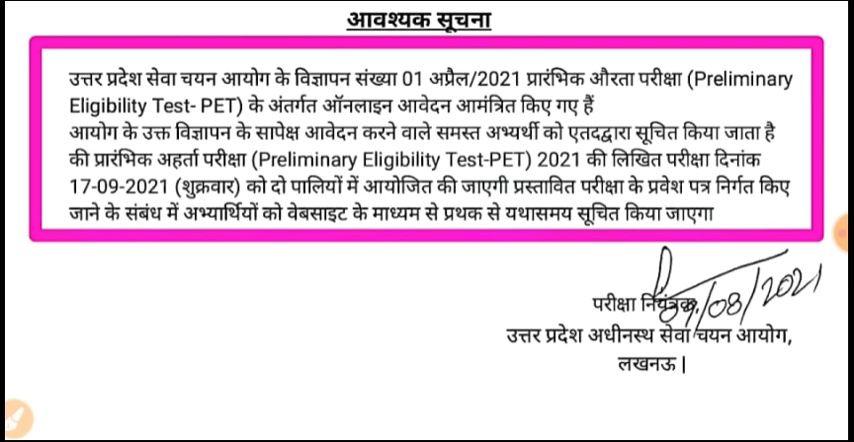 आवश्यक सूचना
उत्तर प्रदेश सेवा चयन आयोग के विज्ञापन संख्या 01 अप्रैल/2021 प्रारंभिक औरता परीक्षा (Preliminary
Eligibility Test- PET) के अंतर्गत ऑनलाइन आवेदन आमंत्रित किए गए हैं
आयोग के उक्त विज्ञापन के सापेक्ष आवेदन करने वाले समस्त अभ्यर्थी को एतदद्वारा सूचित किया जाता है
की प्रारंभिक अहर्ता परीक्षा (Preliminary Eligibility Test-PET) 2021 की लिखित परीक्षा दिनांक
17-09-2021 (शुक्रवार) को दो पालियों में आयोजित की जाएगी प्रस्तावित परीक्षा के प्रवेश पत्र निर्गत किए
जाने के संबंध में अभ्यार्थियों को वेबसाइट के माध्यम से प्रथक से यथासमय सूचित किया जाएगा
/08/2021
परीक्षा नियंत्रक,
उत्तर प्रदेश अधीनस्थ सेवा चयन आयोग,
लखनऊ |